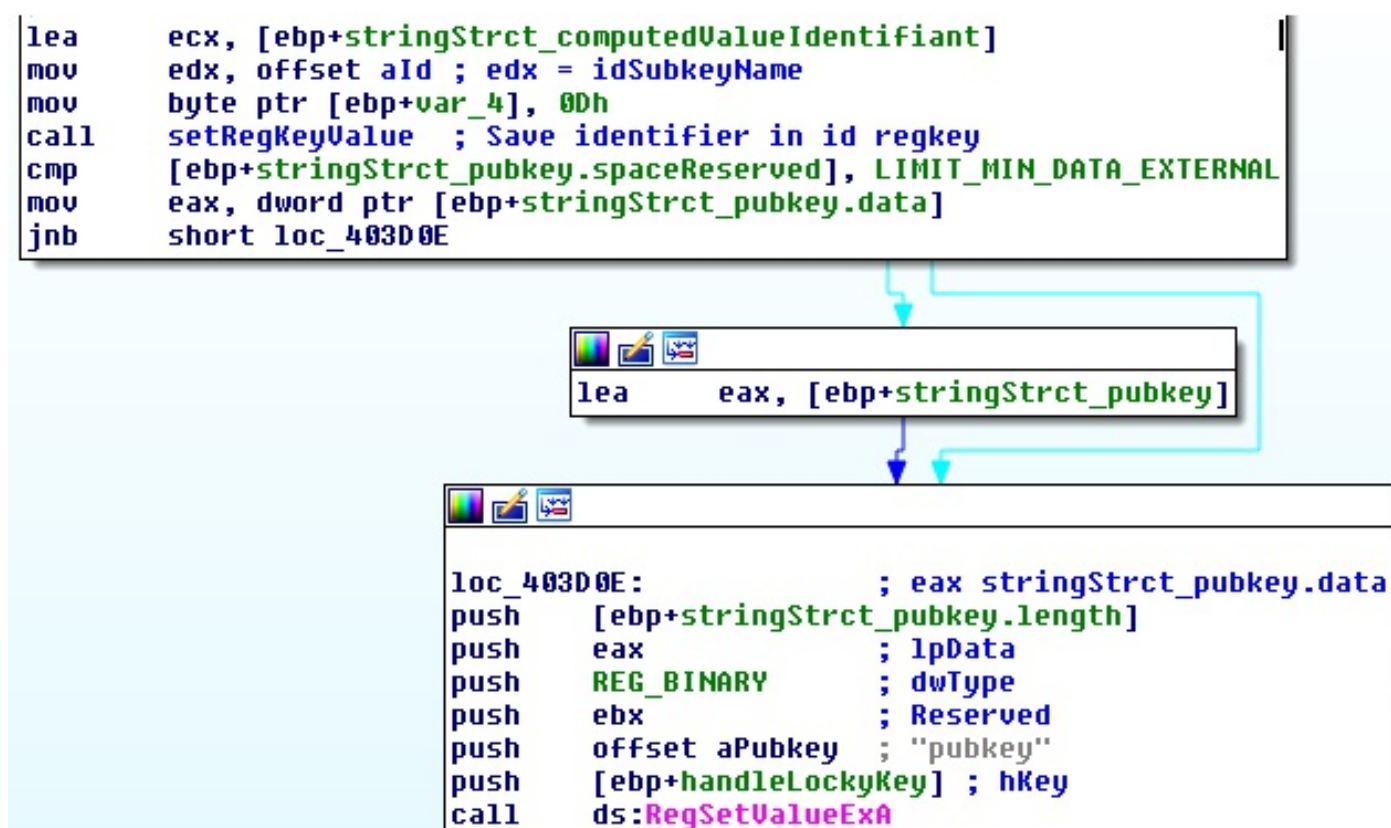 lea ecx, [ebp+stringStrct_computedValueIdentifiant]
mov edx, offset aId ; edx = idSubkeyName
mov byte ptr [ebp+var_4], 0Dh
call setRegKeyValue ; Save identifier in id regkey
cmp [ebp+stringStrct_pubkey.spaceReserved], LIMIT_MIN_DATA_EXTERNAL
mov eax, dword ptr [ebp+stringStrct_pubkey.data]
jnb short loc_403D0E
lea eax, [ebp+stringStrct_pubkey]
loc_403D0E: ; eax stringStrct_pubkey.data
push [ebp+stringStrct_pubkey.length]
push eax ; lpData
push REG_BINARY ; dwType
push ebx ; Reserved
push offset aPubkey ; "pubkey"
push [ebp+handleLockyKey] ; hKey
call ds:RegSetValueExA